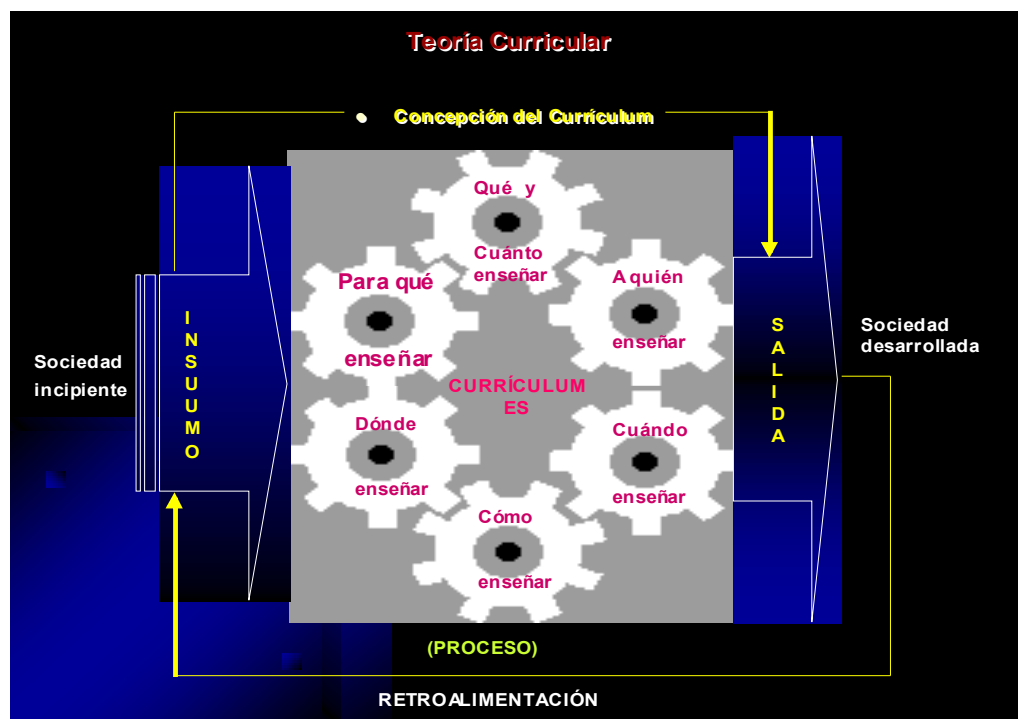 Teoría Curricular
• Concepción del Currículum
Qué y
Cuánto
enseñar
Para qué
enseñar
A quién
enseñar
I
N
S
U
U
M
O
Sociedad
incipiente
S
A
L
I
D
A
Sociedad
desarrollada
CURRÍCULUM
ES
Dónde
enseñar
Cuándo
enseñar
Cómo
enseñar
(PROCESO)
RETROALIMENTACIÓN